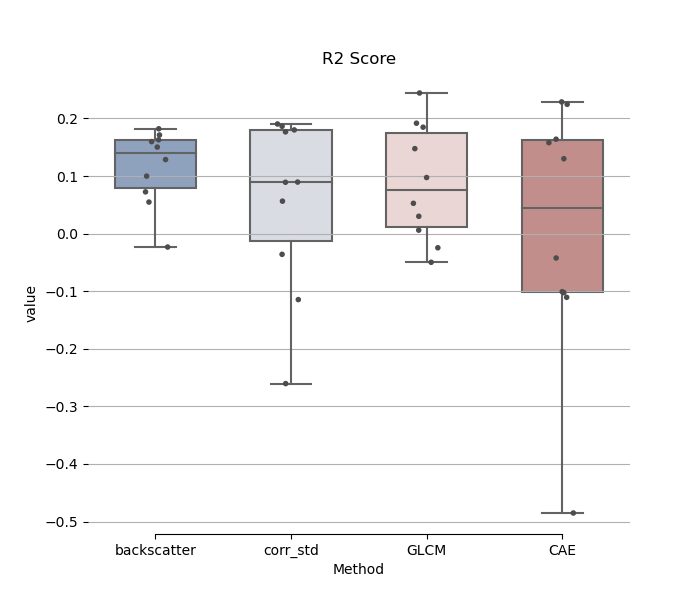 R2 Score
value
0.2
0.1
0.0
−0.1
−0.2
−0.3
−0.4
−0.5
backscatter
corr_std
GLCM
CAE
Method